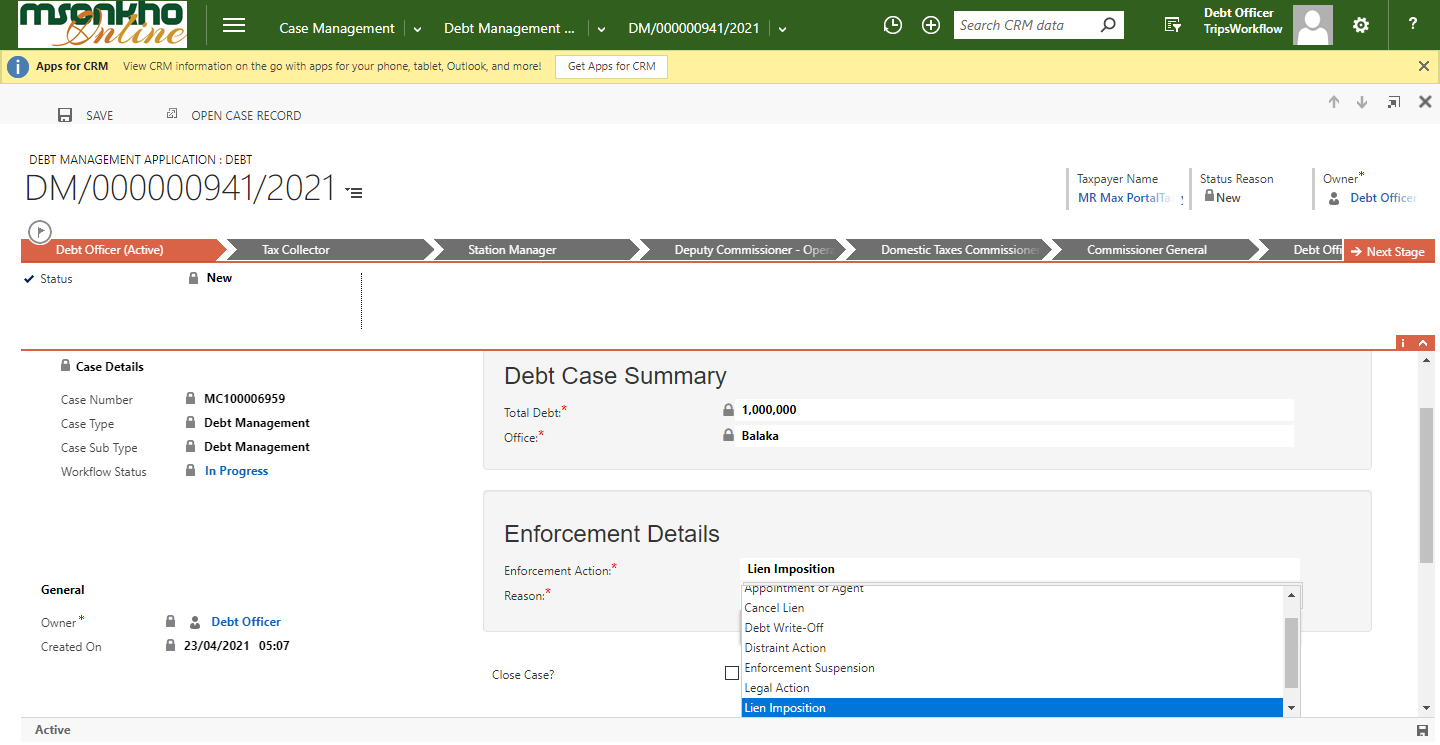 msonkho
Online
Case Management
Debt Management ...
DM/000000941/2021
Search CRM data
Debt Officer
TripsWorkflow
?
i
Apps for CRM
View CRM information on the go with apps for your phone, tablet, Outlook, and more!
Get Apps for CRM
SAVE
OPEN CASE RECORD
DEBT MANAGEMENT APPLICATION : DEBT
DM/000000941/2021
Taxpayer Name
MR Max PortalTa
Status Reason
New
Owner*
Debt Officer
Debt Officer (Active)
Tax Collector
Station Manager
Deputy Commissioner - Oper
Domestic Taxes Commissioner
Commissioner General
Debt Offi
Next Stage
Status
New
i
Case Details
Case Number
MC100006959
Case Type
Debt Management
Case Sub Type
Debt Management
Workflow Status
In Progress
General
Owner*
Debt Officer
Created On
23/04/2021 05:07
Debt Case Summary
Total Debt:*
1,000,000
Office:*
Balaka
Enforcement Details
Enforcement Action:*
Lien Imposition
Reason:*
Appointment of Agent
Cancel Lien
Debt Write-Off
Distraint Action
Enforcement Suspension
Legal Action
Lien Imposition
Close Case?
Active